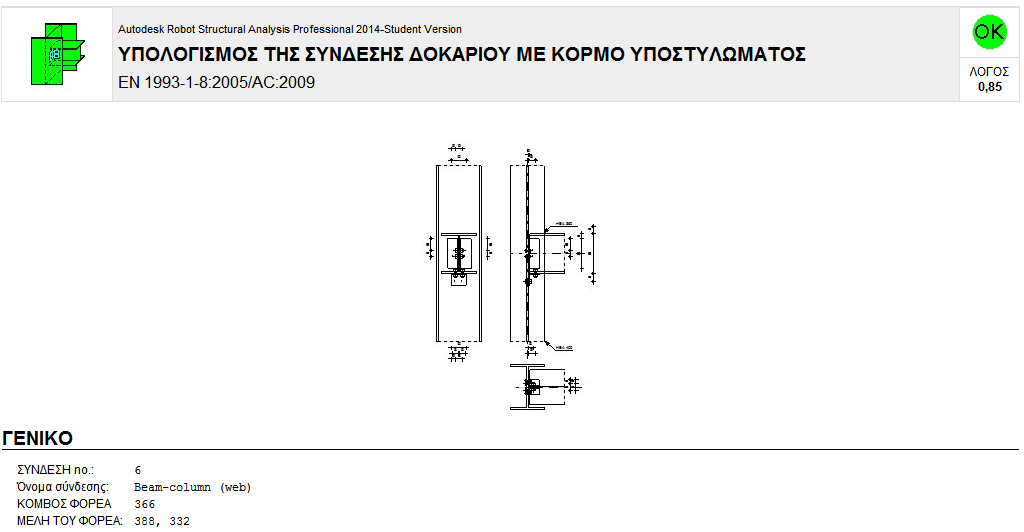 Autodesk Robot Structural Analysis Professional 2014-Student Version
ΥΠΟΛΟΓΙΣΜΟΣ ΤΗΣ ΣΥΝΔΕΣΗΣ ΔΟΚΑΡΙΟΥ ΜΕ ΚΟΡΜΟ ΥΠΟΣΤΥΛΩΜΑΤΟΣ
EN 1993-1-8:2005/AC:2009
OK
ΛΟΓΟΣ
0,85
ΓΕΝΙΚΟ
ΣΥΝΔΕΣΗ no.: 6
Όνομα σύνδεσης: Beam-column (web)
ΚΟΜΒΟΣ ΦΟΡΕΑ 366
ΜΕΛΗ ΤΟΥ ΦΟΡΕΑ: 388, 332